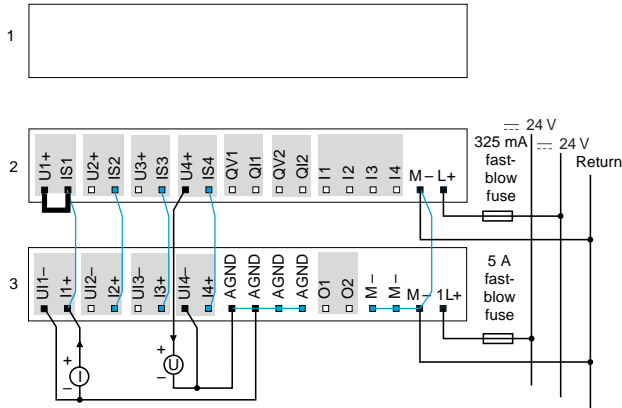 1
⎓ 24 V
325 mA ⎓ 24 V
fast-
blow
fuse
Return
2
U1+ IS1 U2+ IS2 U3+ IS3 U4+ IS4 QV1 QI1 QV2 QI2 I1 I2 I3 I4 M– L+
3
UI1– I1+ UI2– I2+ UI3– I3+ UI4– I4+ AGND AGND AGND AGND O1 O2 M– M– M– 1L+
5 A
fast-
blow
fuse
+ +
I U
– –